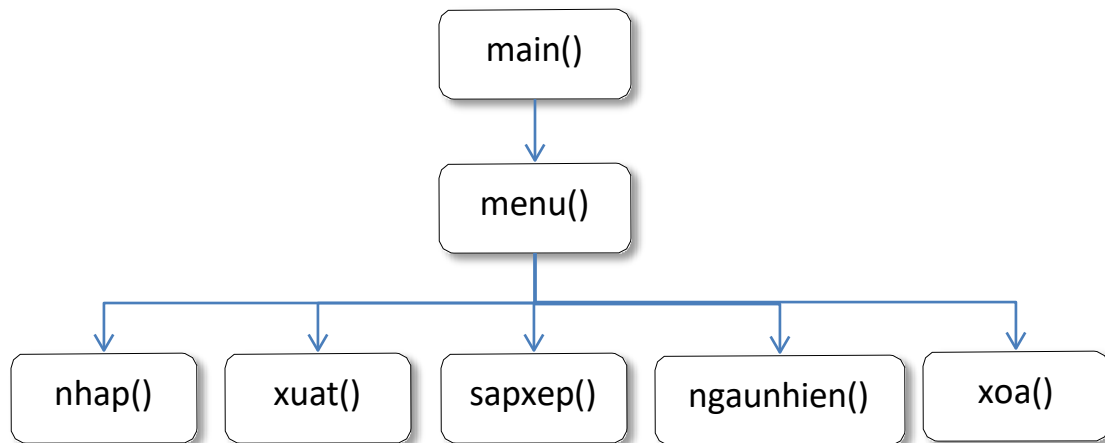 main()
menu()
nhap()
xuat()
sapxep()
ngaunhien()
xoa()